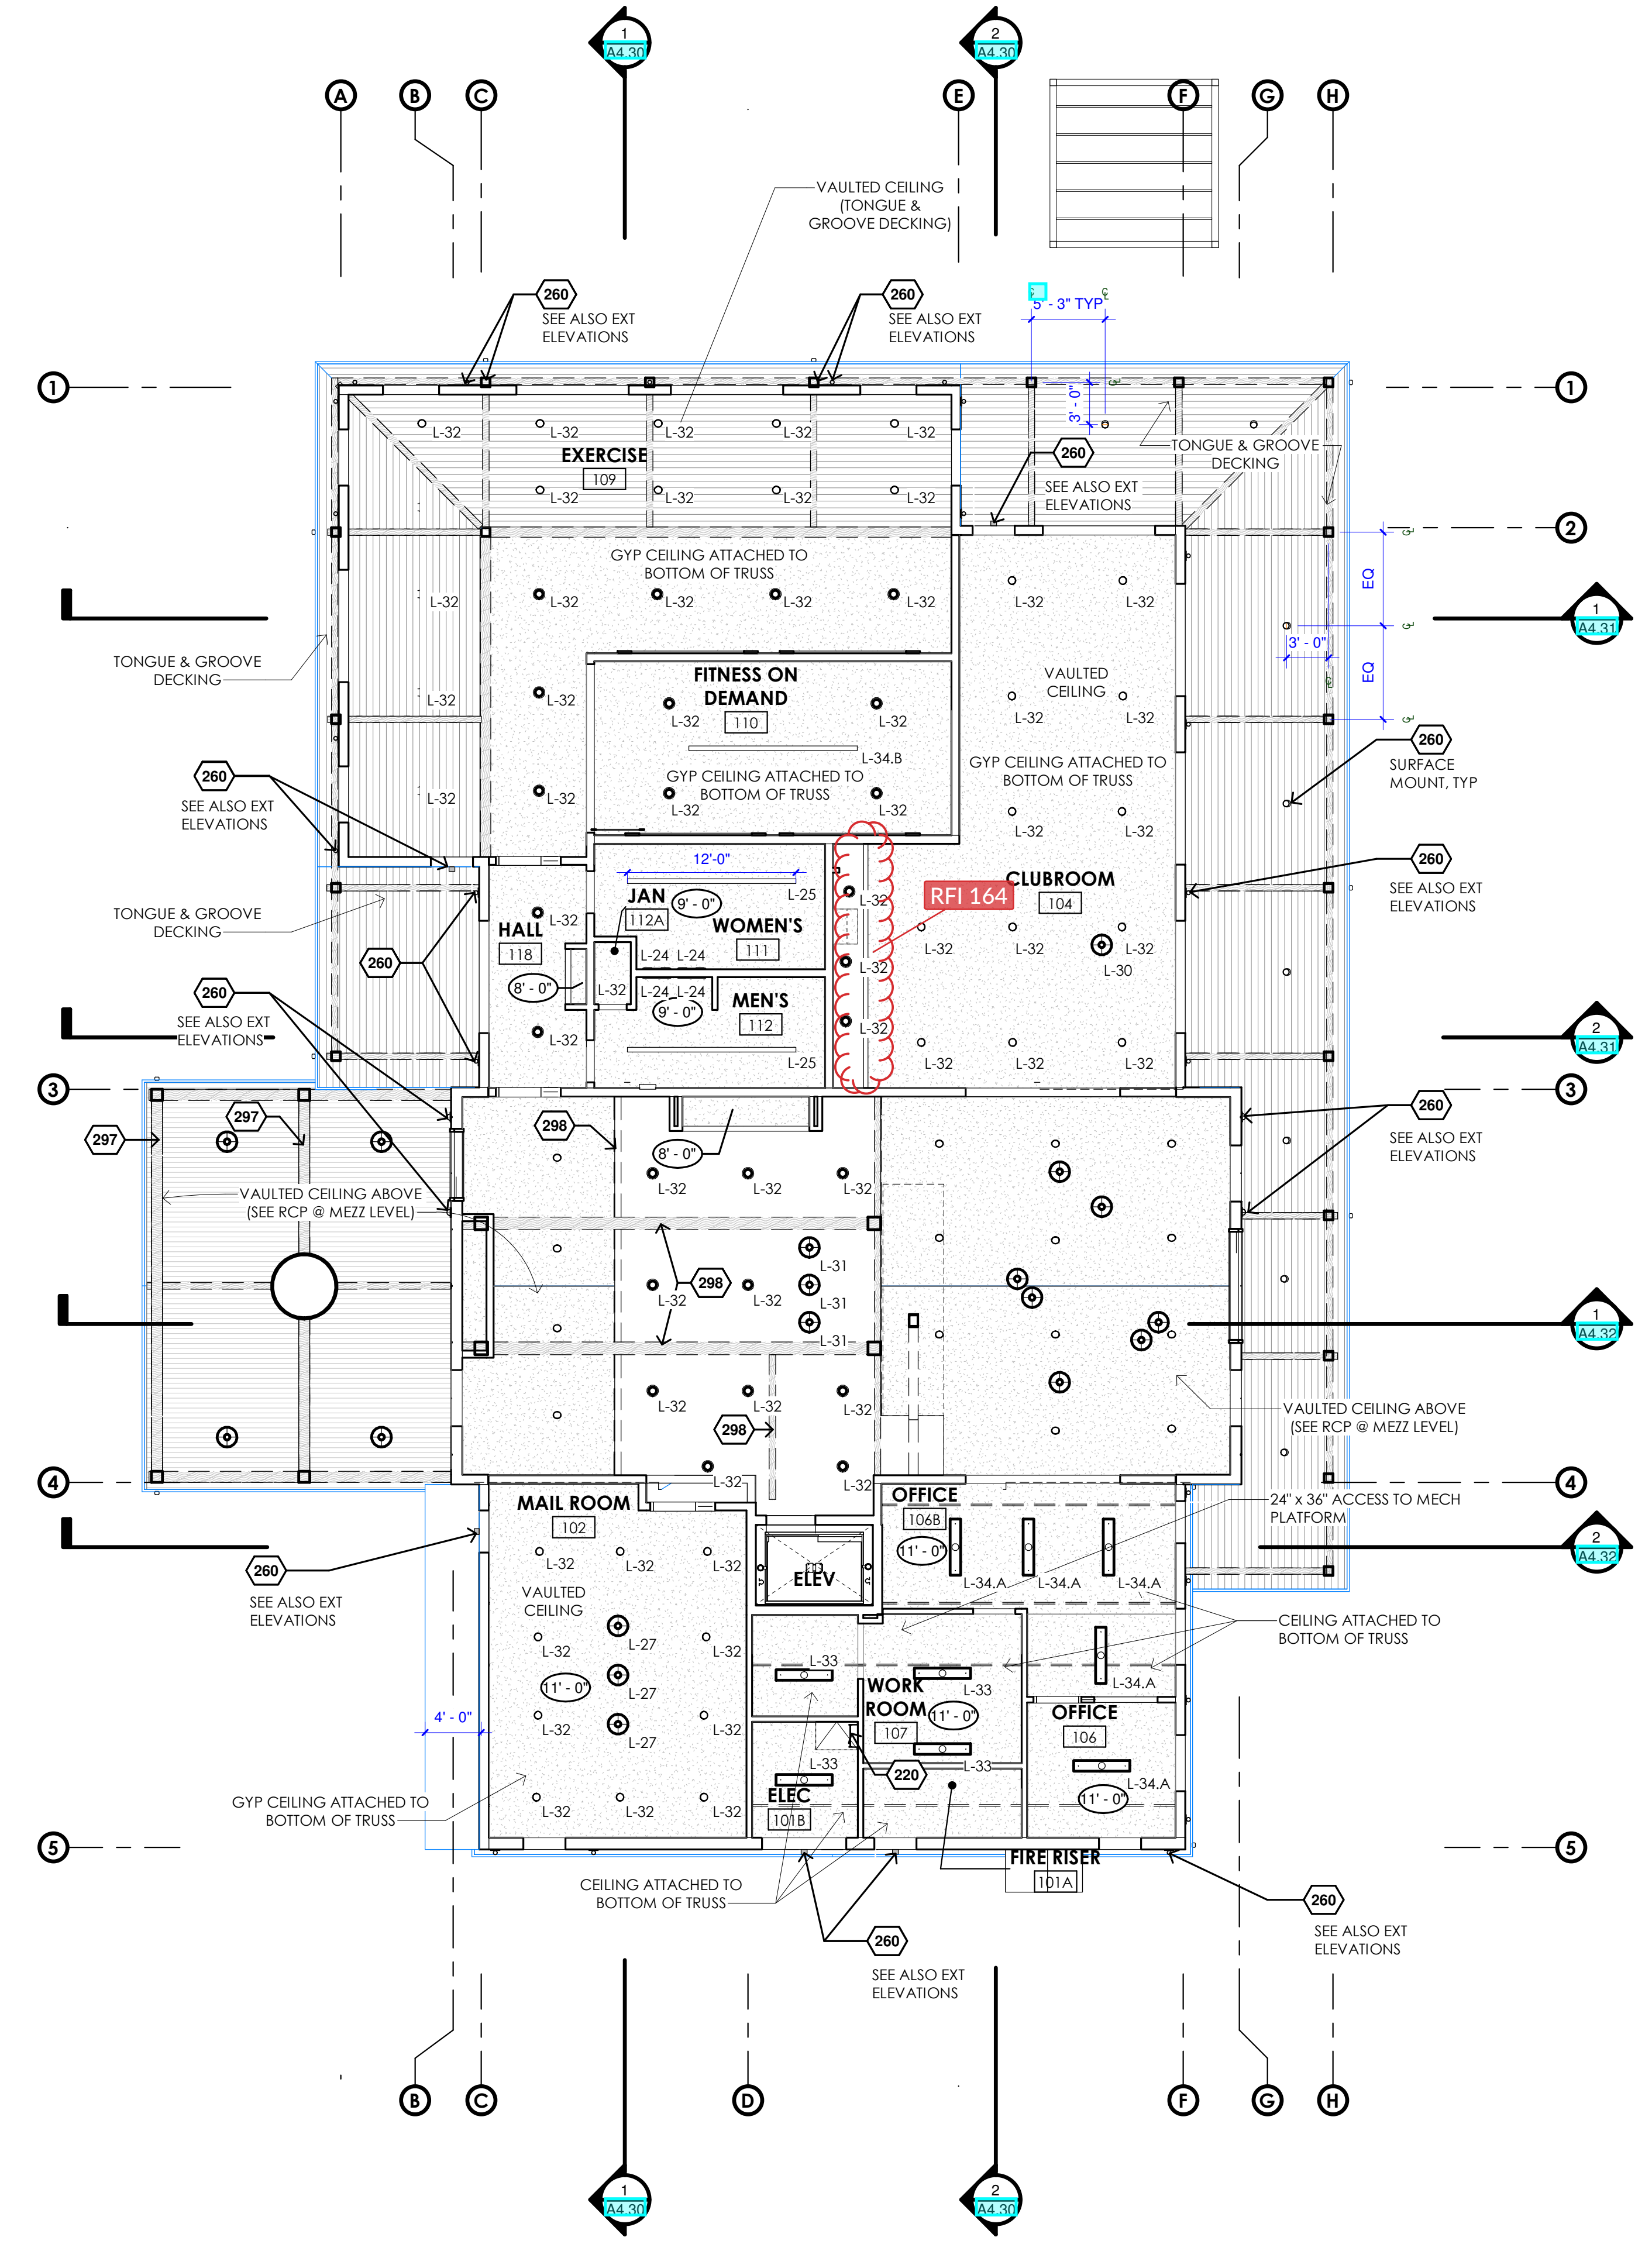 1
A4.30
2
A4.30
A
B
C
E
F
G
H
VAULTED CEILING
(TONGUE &
GROOVE DECKING)
260
SEE ALSO EXT
ELEVATIONS
260
SEE ALSO EXT
ELEVATIONS
5' - 3" TYP
1
1
3' - 0"
L-32
L-32
L-32
L-32
L-32
EXERCISE
109
260
SEE ALSO EXT
ELEVATIONS
TONGUE & GROOVE
DECKING
L-32
L-32
L-32
L-32
2
GYP CEILING ATTACHED TO
BOTTOM OF TRUSS
EQ
L-32
L-32
L-32
L-32
L-32
L-32
L-32
1
A4.31
3' - 0"
EQ
TONGUE & GROOVE
DECKING
FITNESS ON
DEMAND
110
VAULTED
CEILING
L-32
L-32
L-32
L-32
L-32
L-32
L-34.B
260
SURFACE
MOUNT, TYP
GYP CEILING ATTACHED TO
BOTTOM OF TRUSS
GYP CEILING ATTACHED TO
BOTTOM OF TRUSS
260
SEE ALSO EXT
ELEVATIONS
L-32
L-32
L-32
L-32
L-32
L-32
12'-0"
L-25
JAN
112A
9' - 0"
WOMEN'S
111
L-32
RFI 164
CLUBROOM
104
260
SEE ALSO EXT
ELEVATIONS
TONGUE & GROOVE
DECKING
HALL
118
L-32
L-24
L-24
L-32
L-32
L-32
L-32
L-30
260
260
SEE ALSO EXT
ELEVATIONS
8' - 0"
L-32
L-24
L-24
9' - 0"
MEN'S
112
L-32
L-32
L-25
L-32
L-32
L-32
2
A4.31
3
3
297
297
298
8' - 0"
260
SEE ALSO EXT
ELEVATIONS
VAULTED CEILING ABOVE
(SEE RCP @ MEZZ LEVEL)
L-32
L-32
L-32
L-31
298
L-32
L-32
L-31
L-31
1
A4.32
L-32
L-32
L-32
298
VAULTED CEILING ABOVE
(SEE RCP @ MEZZ LEVEL)
4
4
L-32
L-32
MAIL ROOM
102
OFFICE
106B
11' - 0"
24" x 36" ACCESS TO MECH
PLATFORM
2
A4.32
260
SEE ALSO EXT
ELEVATIONS
L-32
L-32
L-32
VAULTED
CEILING
ELEV
L-34.A
L-34.A
L-34.A
CEILING ATTACHED TO
BOTTOM OF TRUSS
L-32
L-27
L-32
L-33
L-34.A
11' - 0"
L-27
WORK
ROOM
107
L-33
11' - 0"
OFFICE
106
4' - 0"
L-32
L-27
L-32
L-33
220
L-33
L-34.A
11' - 0"
ELEC
101B
L-32
L-32
L-32
GYP CEILING ATTACHED TO
BOTTOM OF TRUSS
5
5
FIRE RISER
101A
CEILING ATTACHED TO
BOTTOM OF TRUSS
260
SEE ALSO EXT
ELEVATIONS
260
SEE ALSO EXT
ELEVATIONS
B
C
D
F
G
H
1
A4.30
2
A4.30